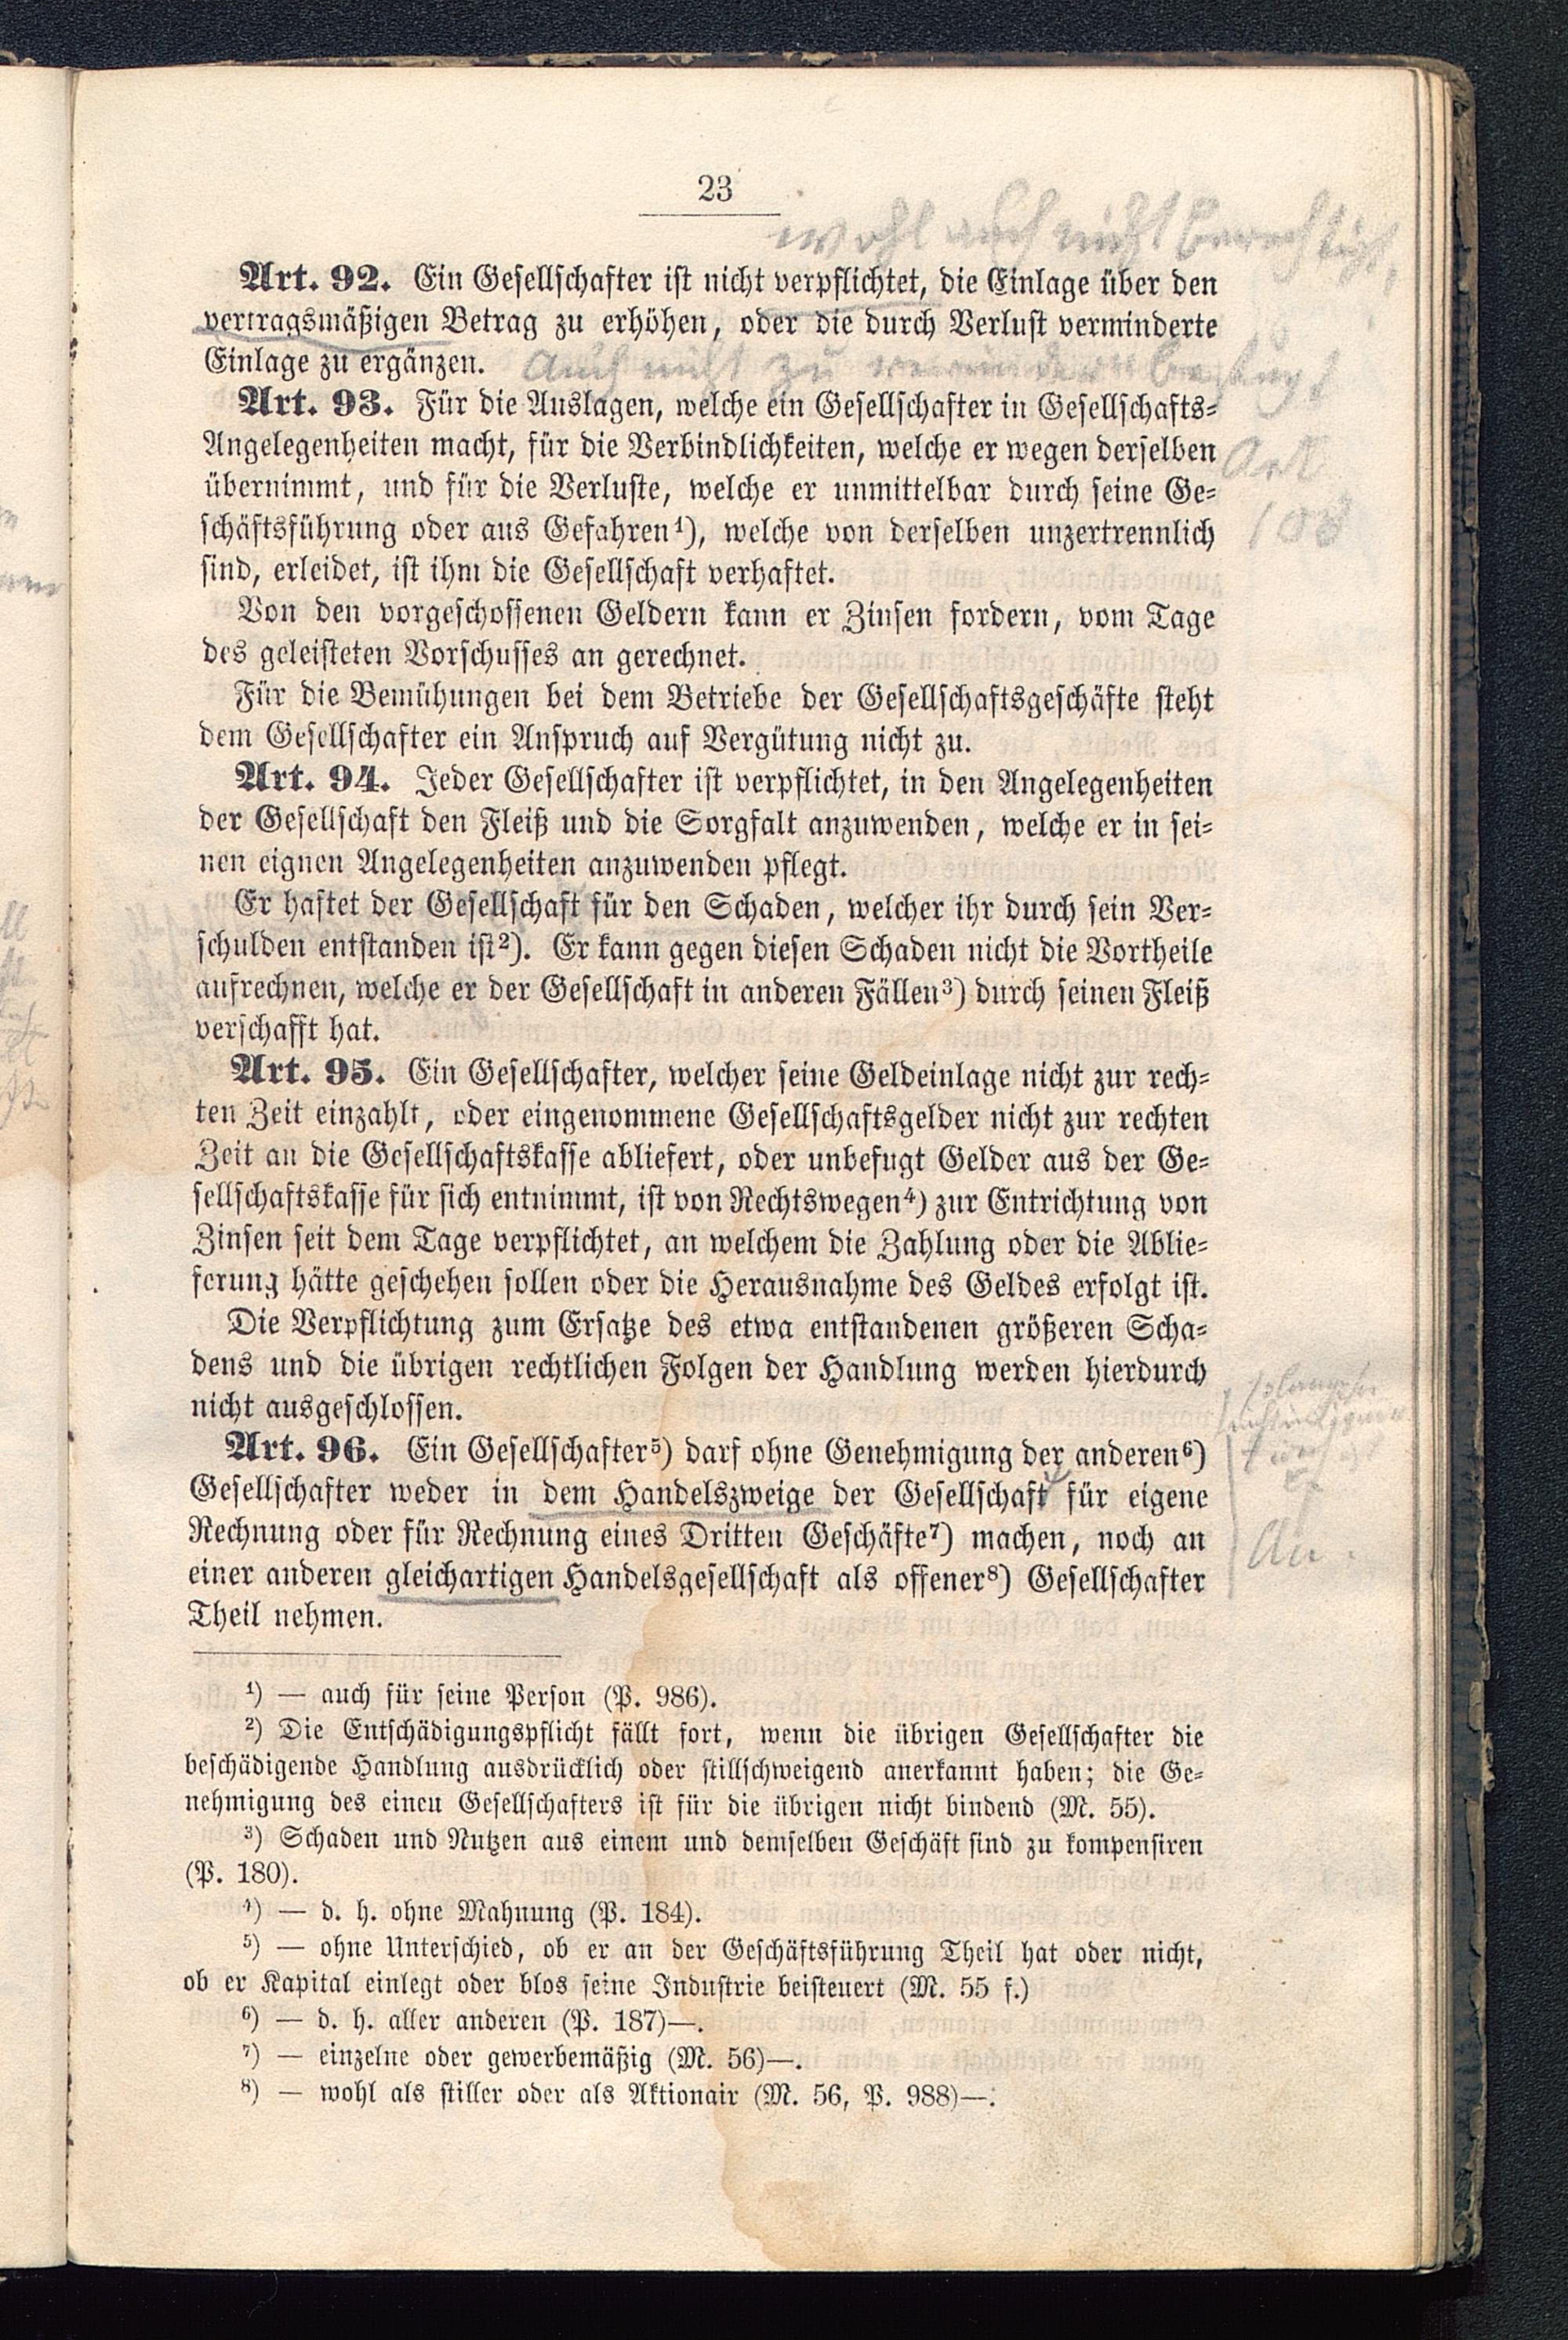 23
wohl auch nicht berechtigt,
Art. 92. Ein Gesellschafter ist nicht verpflichtet, die Einlage über den
vertragsmäßigen Betrag zu erhöhen, oder die durch Verlust verminderte
Einlage zu ergänzen. Auch nicht zu vermindern befugt
Art. 93. Für die Auslagen, welche ein Gesellschafter in Gesellschafts-
Angelegenheiten macht, für die Verbindlichkeiten, welche er wegen derselben
Art
übernimmt, und für die Verluste, welche er unmittelbar durch seine Ge-
schäftsführung oder aus Gefahren¹), welche von derselben unzertrennlich
108
sind, erleidet, ist ihm die Gesellschaft verhaftet.
Von den vorgeschossenen Geldern kann er Zinsen fordern, vom Tage
des geleisteten Vorschusses an gerechnet.
Für die Bemühungen bei dem Betriebe der Gesellschaftsgeschäfte steht
dem Gesellschafter ein Anspruch auf Vergütung nicht zu.
Art. 94. Jeder Gesellschafter ist verpflichtet, in den Angelegenheiten
der Gesellschaft den Fleiß und die Sorgfalt anzuwenden, welche er in sei-
nen eignen Angelegenheiten anzuwenden pflegt.
Er haftet der Gesellschaft für den Schaden, welcher ihr durch sein Ver-
schulden entstanden ist²). Er kann gegen diesen Schaden nicht die Vortheile
aufrechnen, welche er der Gesellschaft in anderen Fällen³) durch seinen Fleiß
verschafft hat.
Art. 95. Ein Gesellschafter, welcher seine Geldeinlage nicht zur rech-
ten Zeit einzahlt, oder eingenommene Gesellschaftsgelder nicht zur rechten
Zeit an die Gesellschaftskasse abliefert, oder unbefugt Gelder aus der Ge-
sellschaftskasse für sich entnimmt, ist von Rechtswegen⁴) zur Entrichtung von
Zinsen seit dem Tage verpflichtet, an welchem die Zahlung oder die Ablie-
ferung hätte geschehen sollen oder die Herausnahme des Geldes erfolgt ist.
Die Verpflichtung zum Ersatze des etwa entstandenen größeren Scha-
dens und die übrigen rechtlichen Folgen der Handlung werden hierdurch
nicht ausgeschlossen.
Art. 96. Ein Gesellschafter⁵) darf ohne Genehmigung der anderen⁶)
Gesellschafter weder in dem Handelszweige der Gesellschaft für eigene
Rechnung oder für Rechnung eines Dritten Geschäfte⁷) machen, noch an
einer anderen gleichartigen Handelsgesellschaft als offener⁸) Gesellschafter
Theil nehmen.
¹) — auch für seine Person (P. 986).
²) Die Entschädigungspflicht fällt fort, wenn die übrigen Gesellschafter die
beschädigende Handlung ausdrücklich oder stillschweigend anerkannt haben; die Ge-
nehmigung des einen Gesellschafters ist für die übrigen nicht bindend (M. 55).
³) Schaden und Nutzen aus einem und demselben Geschäft sind zu kompensiren
(P. 180).
⁴) — d. h. ohne Mahnung (P. 184).
⁵) — ohne Unterschied, ob er an der Geschäftsführung Theil hat oder nicht,
ob er Kapital einlegt oder blos seine Industrie beisteuert (M. 55 f.)
⁶) — d. h. aller anderen (P. 187)—.
⁷) — einzelne oder gewerbemäßig (M. 56)—.
⁸) — wohl als stiller oder als Aktionair (M. 56, P. 988)—.